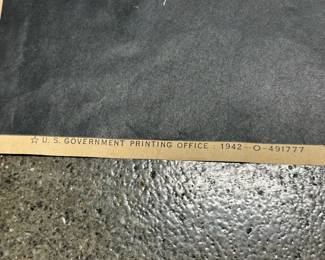 ☆ U. S. GOVERNMENT PRINTING OFFICE : 1942—O—491777